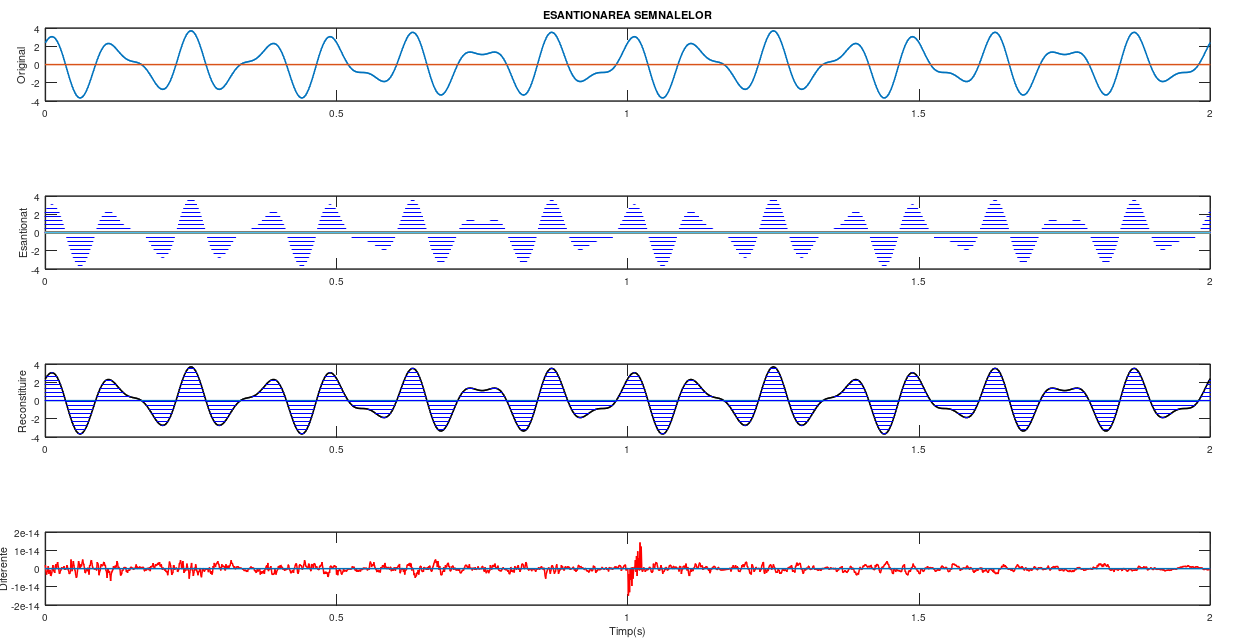 ESANTIONAREA SEMNALELOR
4
2
0
-2
-4
Original
0 0.5 1 1.5 2
4
2
0
-2
-4
Esantionat
0 0.5 1 1.5 2
4
2
0
-2
-4
Reconstituire
0 0.5 1 1.5 2
2e-14
1e-14
0
-1e-14
-2e-14
Diferente
0 0.5 1 1.5 2
Timp(s)